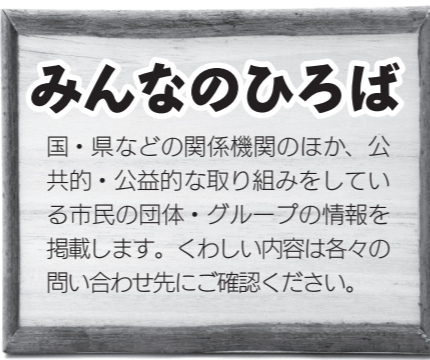 みんなのひろば
国・県などの関係機関のほか、公
共的・公益的な取り組みをしてい
る市民の団体・グループの情報を
掲載します。くわしい内容は各々の
問い合わせ先にご確認ください。